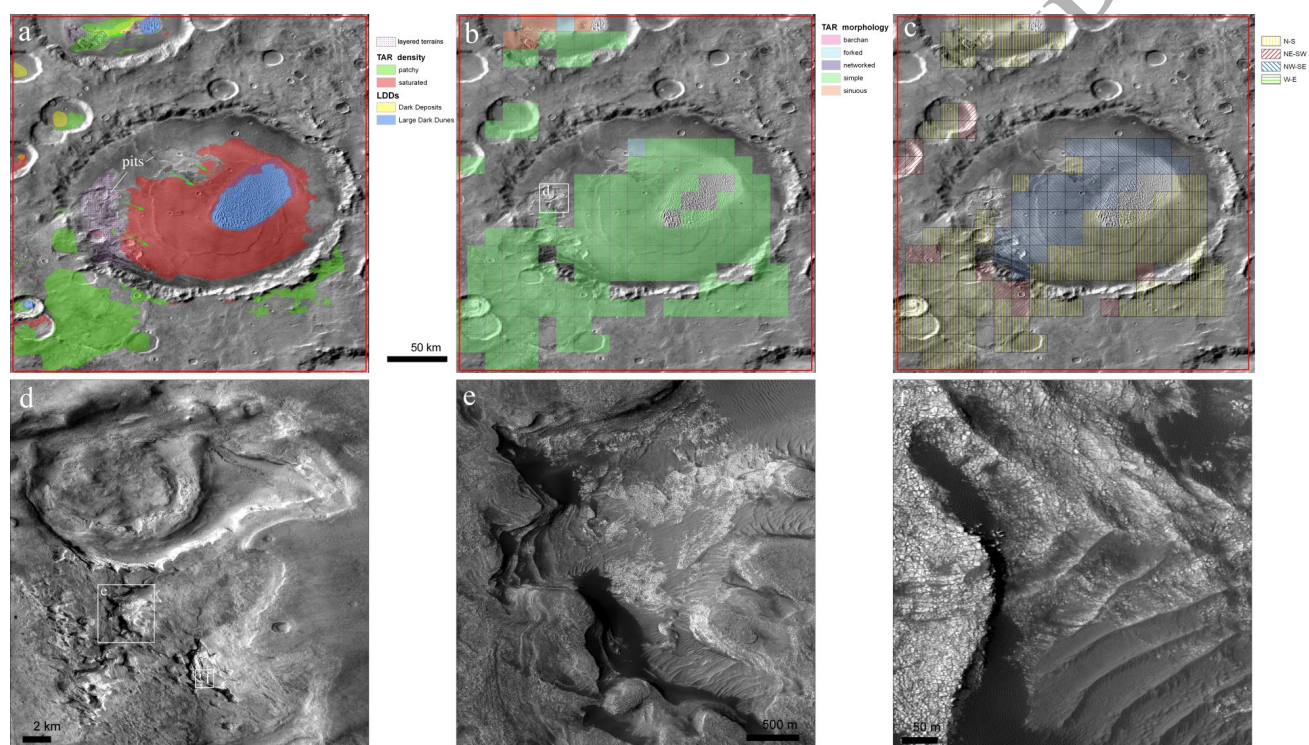 a
pits
layered terrains
TAR density
patchy
saturated
LDDs
Dark Deposits
Large Dark Dunes
50 km
b
d
TAR morphology
barchan
forked
networked
simple
sinuous
c
N-S
NE-SW
NW-SE
W-E
d
e
2 km
e
500 m
f
50 m